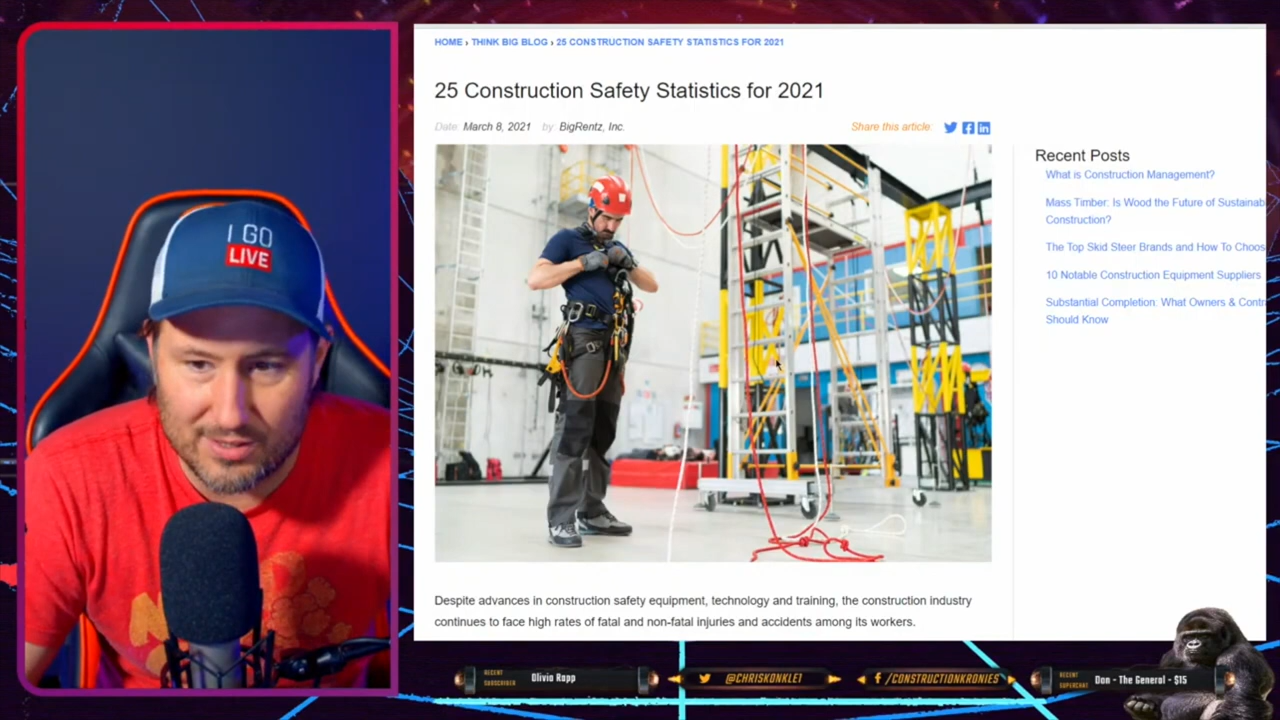 I GO
LIVE
HOME › THINK BIG BLOG › 25 CONSTRUCTION SAFETY STATISTICS FOR 2021
25 Construction Safety Statistics for 2021
Date: March 8, 2021 by: BigRentz, Inc.
Share this article:
Recent Posts
What is Construction Management?
Mass Timber: Is Wood the Future of Sustainab
Construction?
The Top Skid Steer Brands and How To Choos
10 Notable Construction Equipment Suppliers
Substantial Completion: What Owners & Contr
Should Know
Despite advances in construction safety equipment, technology and training, the construction industry
continues to face high rates of fatal and non-fatal injuries and accidents among its workers.
RECENT
SUBSCRIBER
Olivia Rapp
@CHRISKONKLE1
/CONSTRUCTIONKRONIES
RECENT
SUPERCHAT
Don - The General - $15